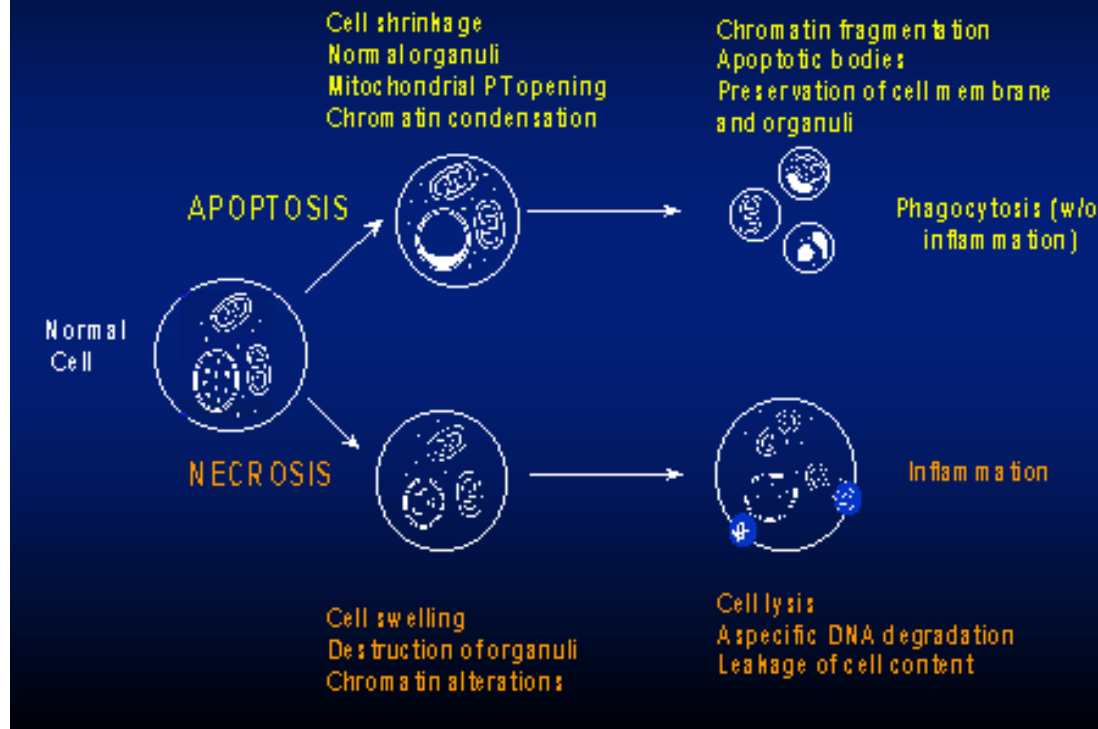 Cell shrinkage
Normal organuli
Mitochondrial PT opening
Chromatin condensation
Chromatin fragmentation
Apoptotic bodies
Preservation of cell membrane
and organuli
APOPTOSIS
Phagocytosis (w/o
inflammation)
Normal
Cell
NECROSIS
Inflammation
Cell swelling
Destruction of organuli
Chromatin alterations
Cell lysis
Aspecific DNA degradation
Leakage of cell content